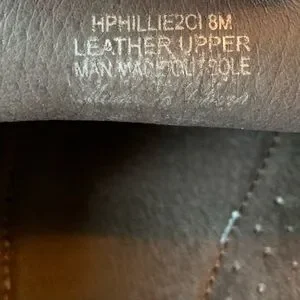 HPHILLIE2CI 8M
LEATHER UPPER
MAN MADE OUTSOLE